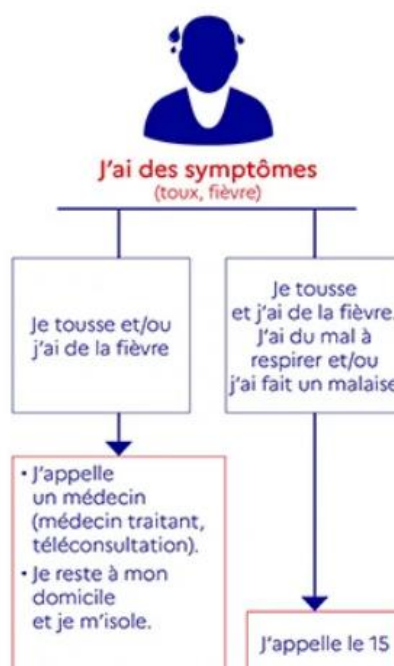 J'ai des symptômes
(toux, fièvre)
Je tousse et/ou
j'ai de la fièvre
Je tousse
et j'ai de la fièvre.
J'ai du mal à
respirer et/ou
j'ai fait un malaise
• J'appelle
un médecin
(médecin traitant,
téléconsultation).
• Je reste à mon
domicile
et je m'isole.
J'appelle le 15